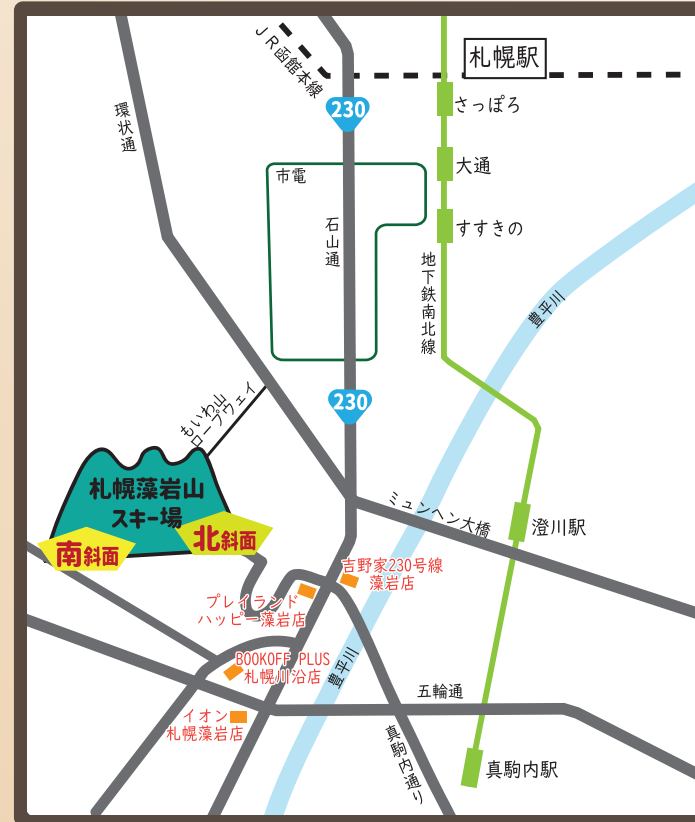 札幌駅
JR函館本線
230
さっぽろ
環状通
大通
市電
石山通
すすきの
地下鉄南北線
豊平川
230
もいわ山
ロープウェイ
札幌藻岩山
スキー場
北斜面
南斜面
ミュンヘン大橋
澄川駅
吉野家230号線
藻岩店
プレイランド
ハッピー藻岩店
BOOKOFF PLUS
札幌川沿店
豊平川
五輪通
イオン
札幌藻岩店
真駒内通り
真駒内駅